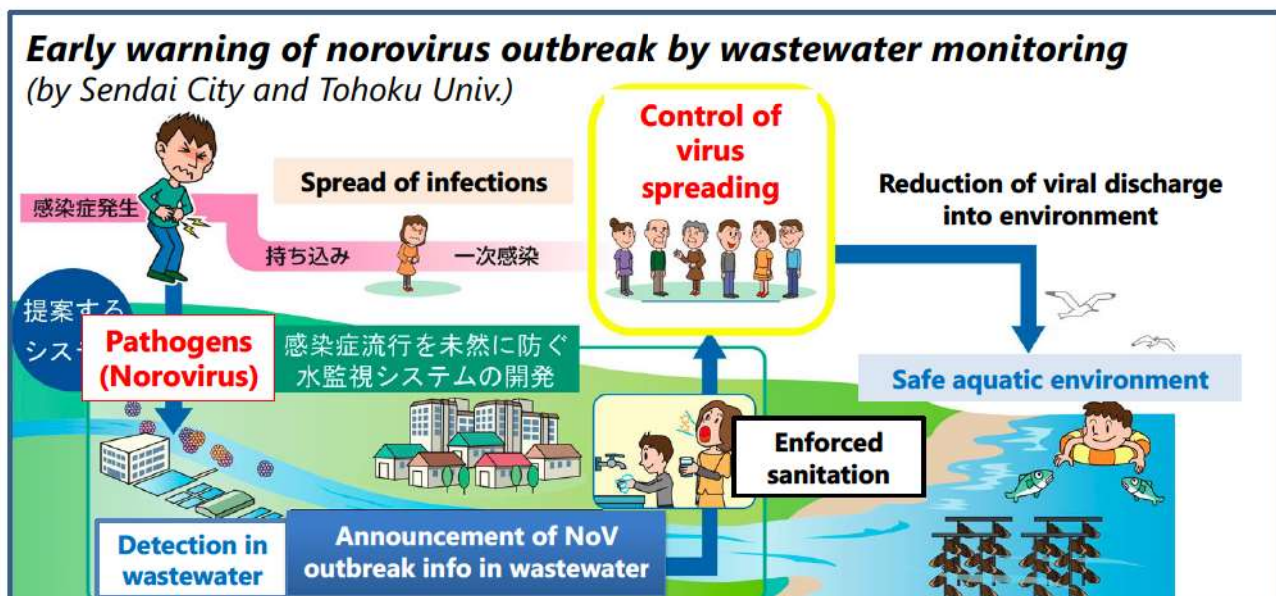 Early warning of norovirus outbreak by wastewater monitoring
(by Sendai City and Tohoku Univ.)
感染症発生
Spread of infections
持ち込み
一次感染
Control of
virus
spreading
Reduction of viral discharge
into environment
提案する
シス
Pathogens
(Norovirus)
感染症流行を未然に防ぐ
水監視システムの開発
Safe aquatic environment
Enforced
sanitation
Detection in
wastewater
Announcement of NoV
outbreak info in wastewater